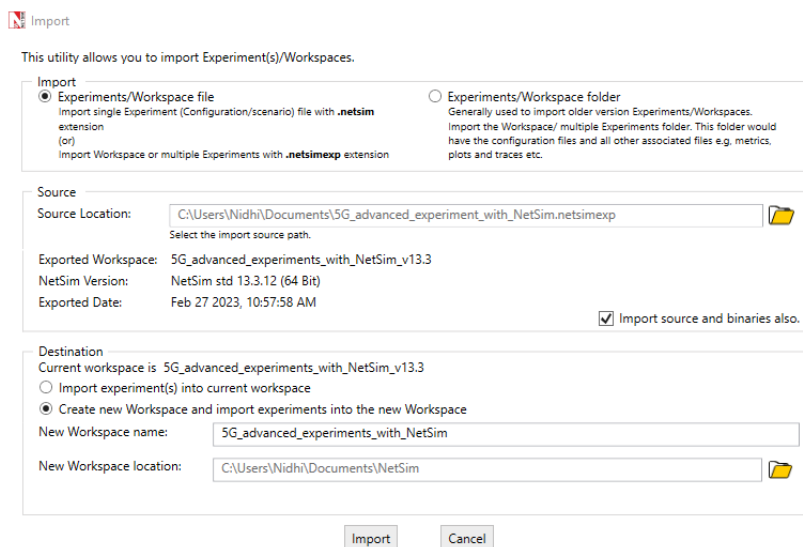 Import
This utility allows you to import Experiment(s)/Workspaces.
Import
Experiments/Workspace file
Import single Experiment (Configuration/scenario) file with .netsim
extension
(or)
Import Workspace or multiple Experiments with .netsimexp extension
Experiments/Workspace folder
Generally used to import older version Experiments/Workspaces.
Import the Workspace/ multiple Experiments folder. This folder would
have the configuration files and all other associated files e.g, metrics,
plots and traces etc.
Source
Source Location: C:\Users\Nidhi\Documents\5G_advanced_experiment_with_NetSim.netsimexp
Select the import source path.
Exported Workspace: 5G_advanced_experiments_with_NetSim_v13.3
NetSim Version: NetSim std 13.3.12 (64 Bit)
Exported Date: Feb 27 2023, 10:57:58 AM
Import source and binaries also.
Destination
Current workspace is 5G_advanced_experiments_with_NetSim_v13.3
Import experiment(s) into current workspace
Create new Workspace and import experiments into the new Workspace
New Workspace name: 5G_advanced_experiments_with_NetSim
New Workspace location: C:\Users\Nidhi\Documents\NetSim
Import Cancel